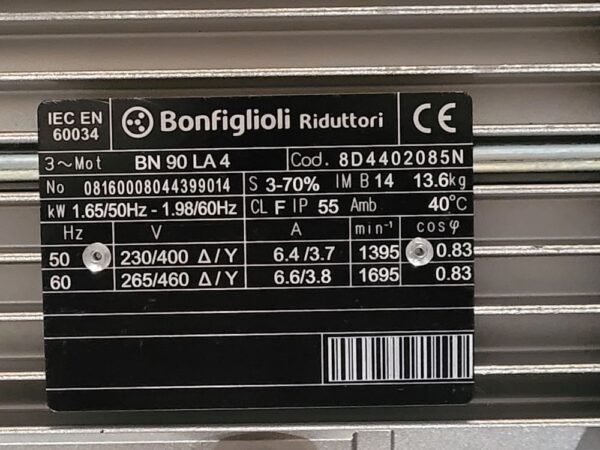 IEC EN 60034 Bonfiglioli Riduttori CE
3~Mot BN 90 LA 4 Cod. 8D4402085N
No 08160008044399014 S 3-70% IM B 14 13.6kg
kW 1.65/50Hz - 1.98/60Hz CL F IP 55 Amb 40°C
Hz V A min⁻¹ cosφ
50 230/400 Δ/Y 6.4/3.7 1395 0.83
60 265/460 Δ/Y 6.6/3.8 1695 0.83